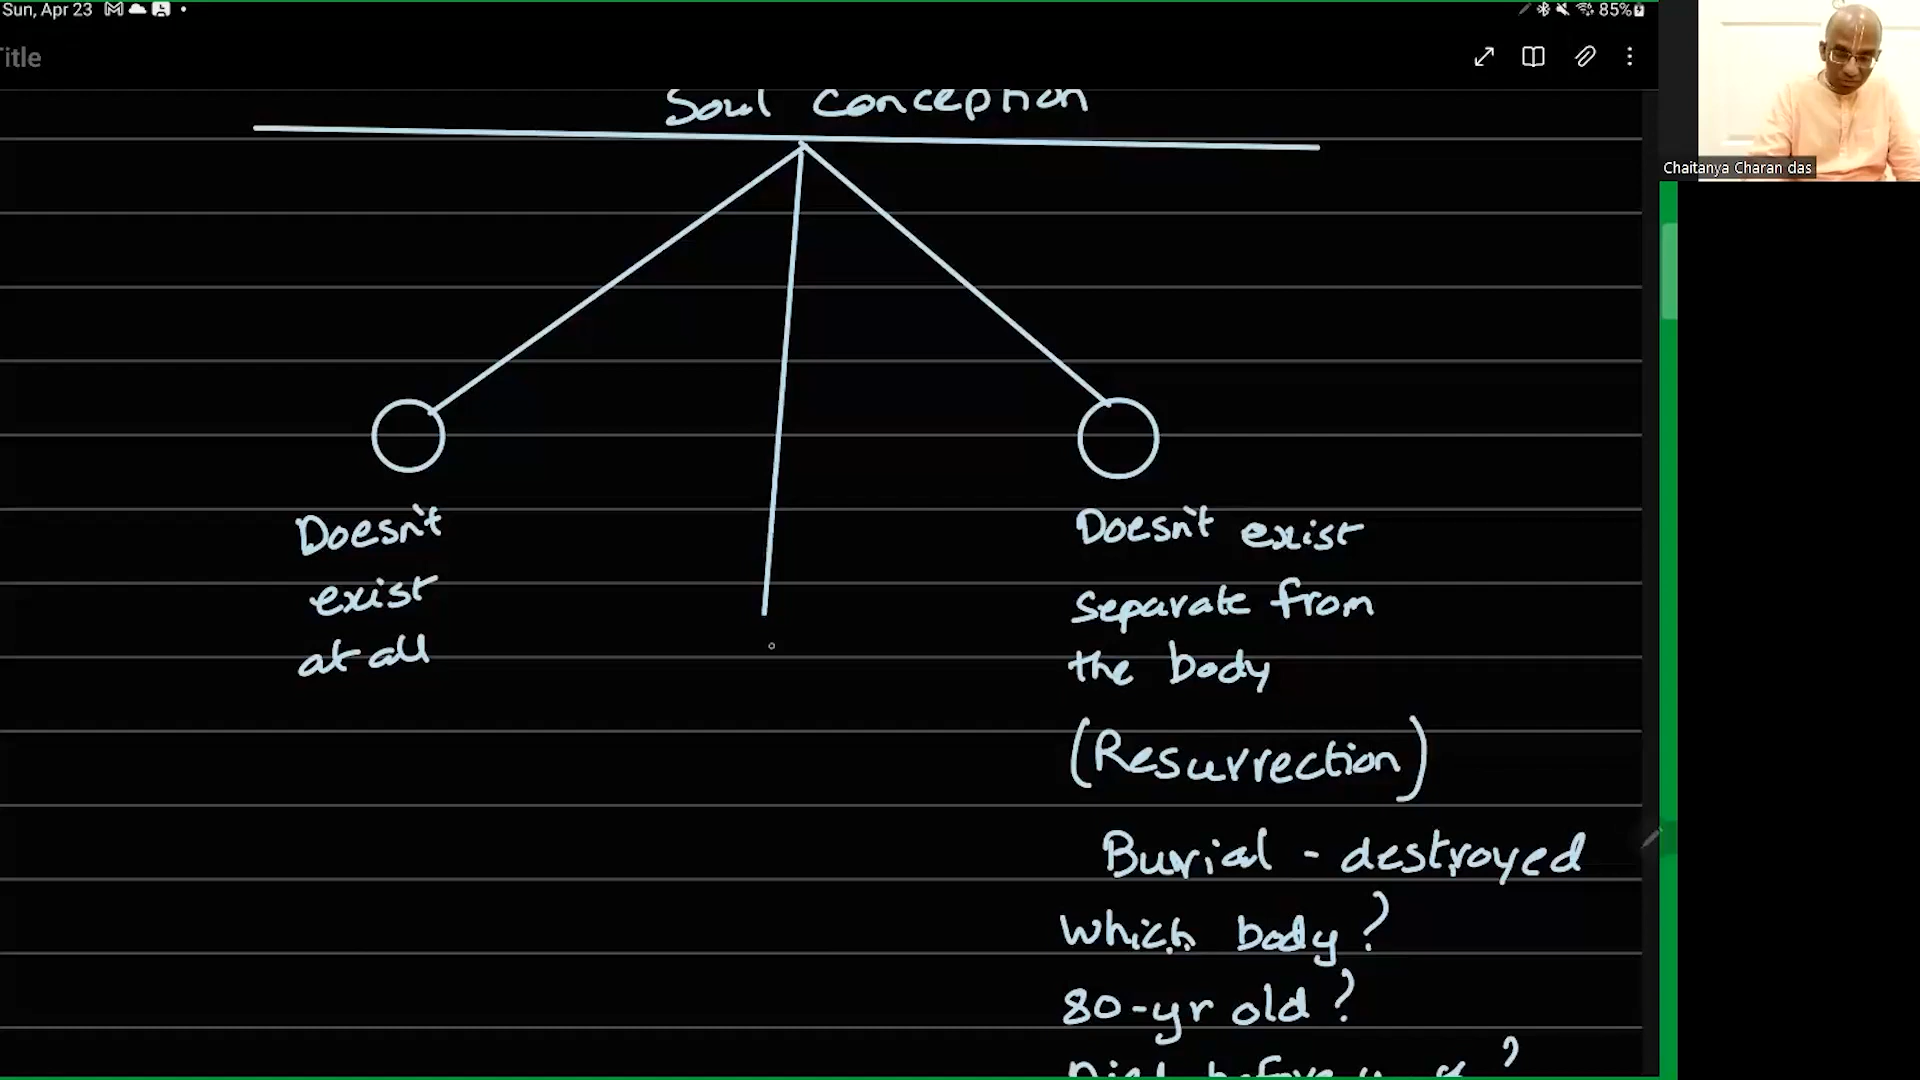 Sun, Apr 23
85%
Title
Soul Conception
Chaitanya Charan das
Doesn't
exist
at all
Doesn't exist
separate from
the body
(Resurrection)
Burial - destroyed
Which body?
80-yr old?
before ?